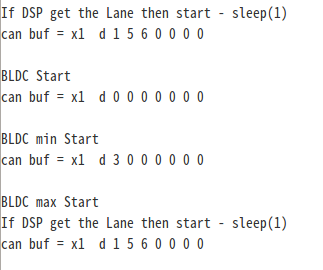 If DSP get the Lane then start - sleep(1)
can buf = x1  d 1 5 6 0 0 0 0
BLDC Start
can buf = x1  d 0 0 0 0 0 0 0
BLDC min Start
can buf = x1  d 3 0 0 0 0 0 0
BLDC max Start
If DSP get the Lane then start - sleep(1)
can buf = x1  d 1 5 6 0 0 0 0